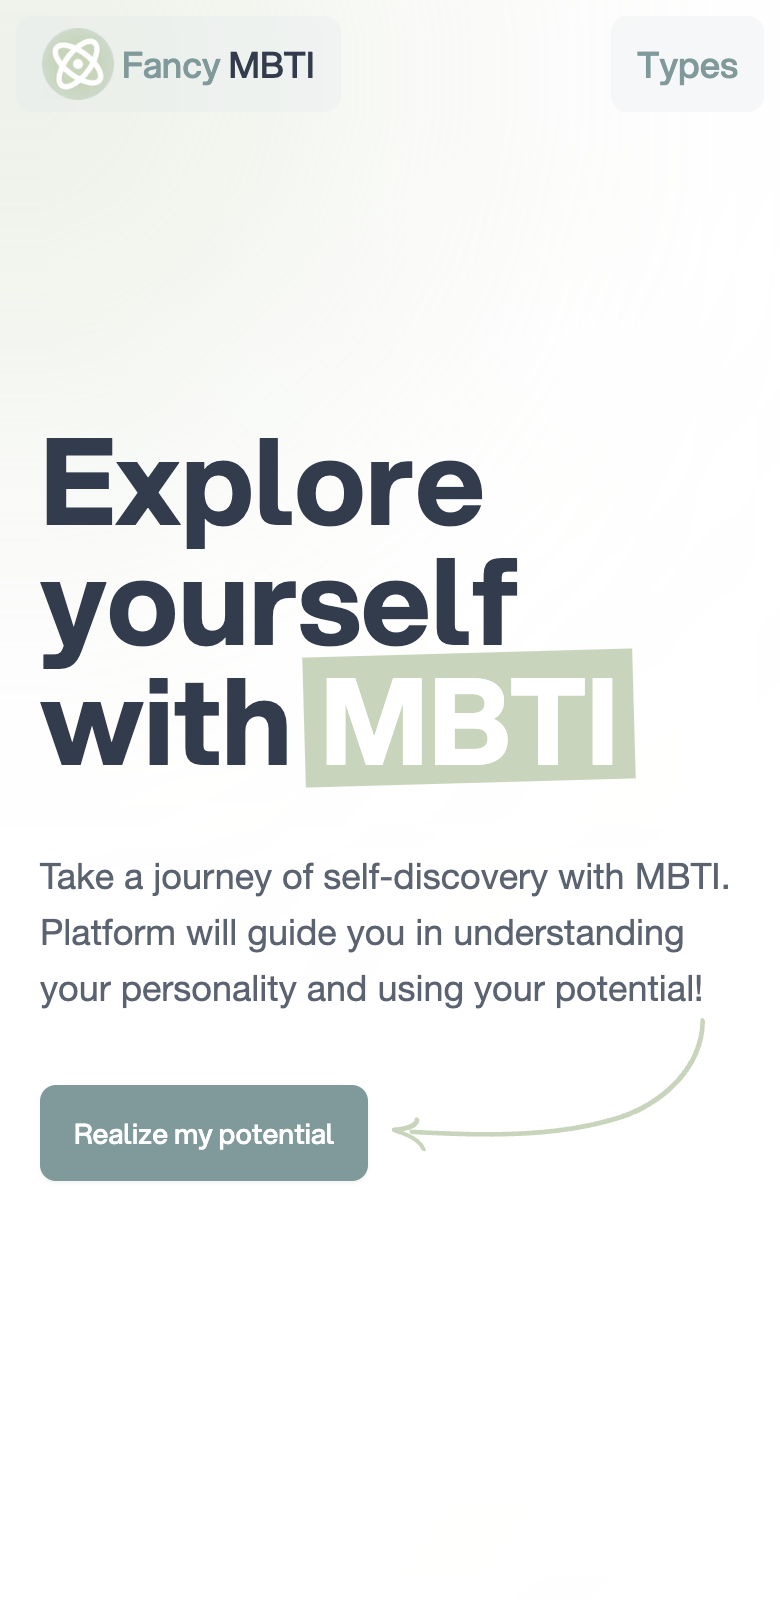 Fancy MBTI
Types
Explore
yourself
with MBTI
Take a journey of self-discovery with MBTI.
Platform will guide you in understanding
your personality and using your potential!
Realize my potential